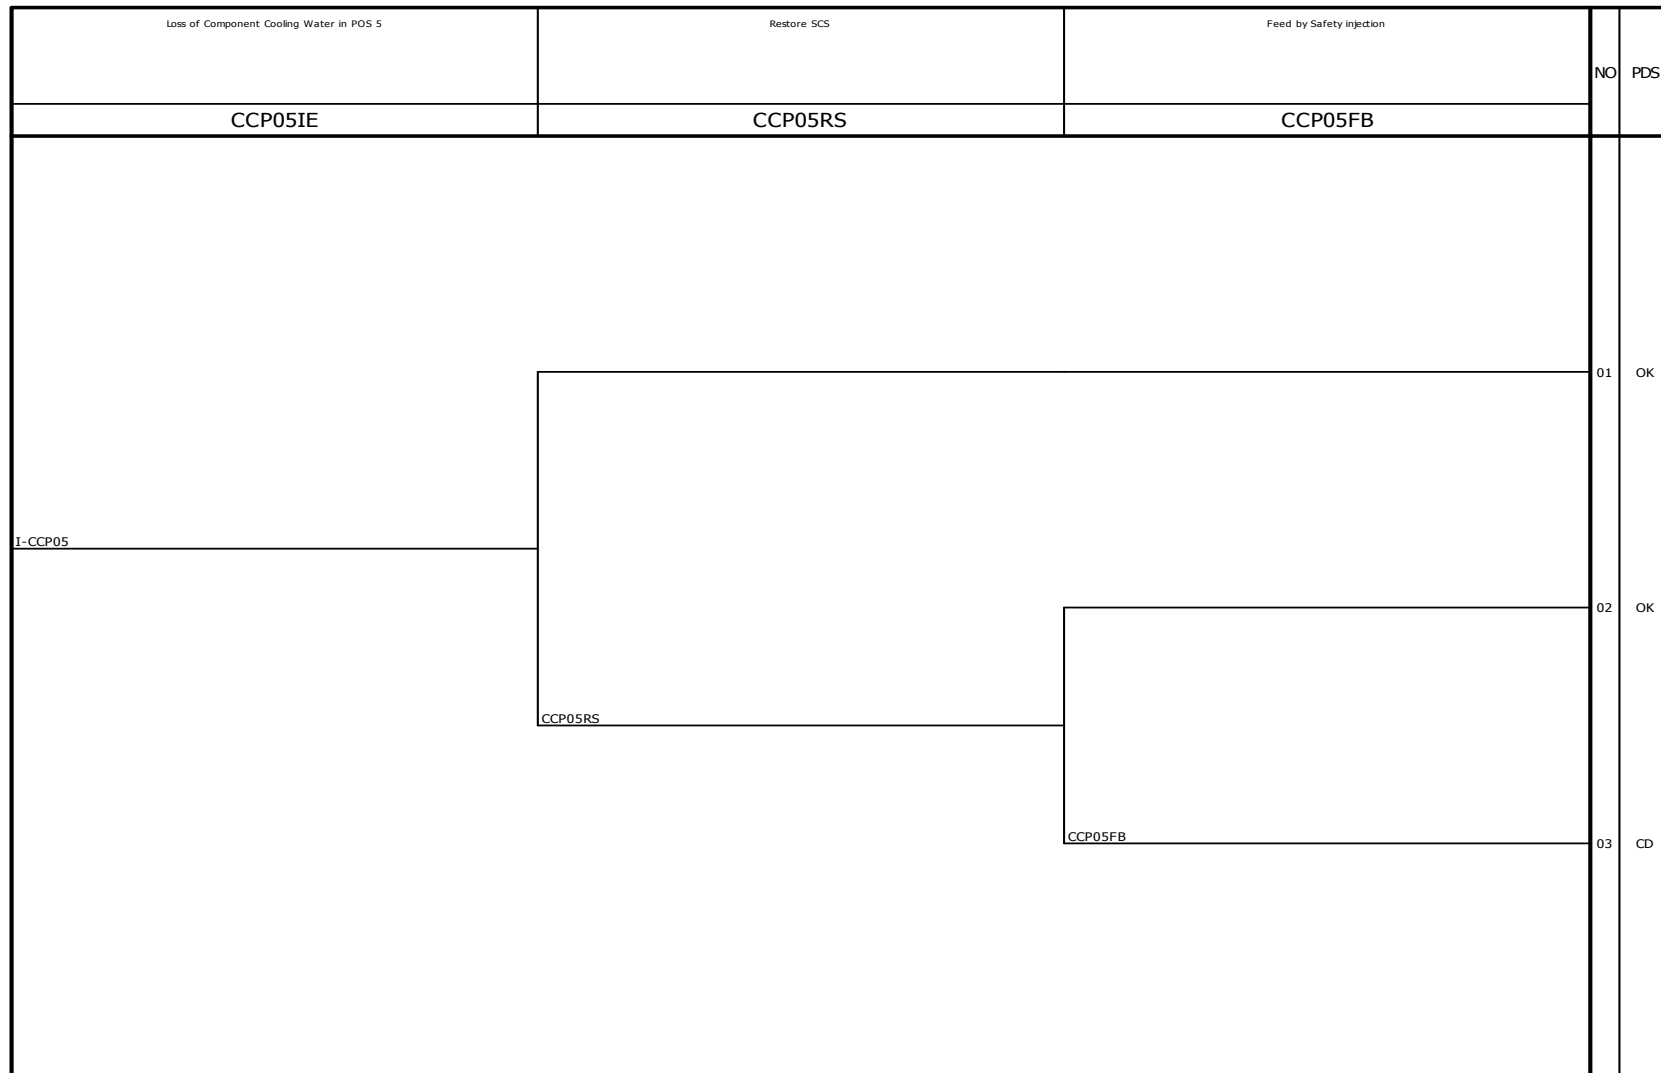 Loss of Component Cooling Water in POS 5
Restore SCS
Feed by Safety injection
NO
PDS
CCP05IE
CCP05RS
CCP05FB
01
OK
I-CCP05
02
OK
CCP05RS
CCP05FB
03
CD